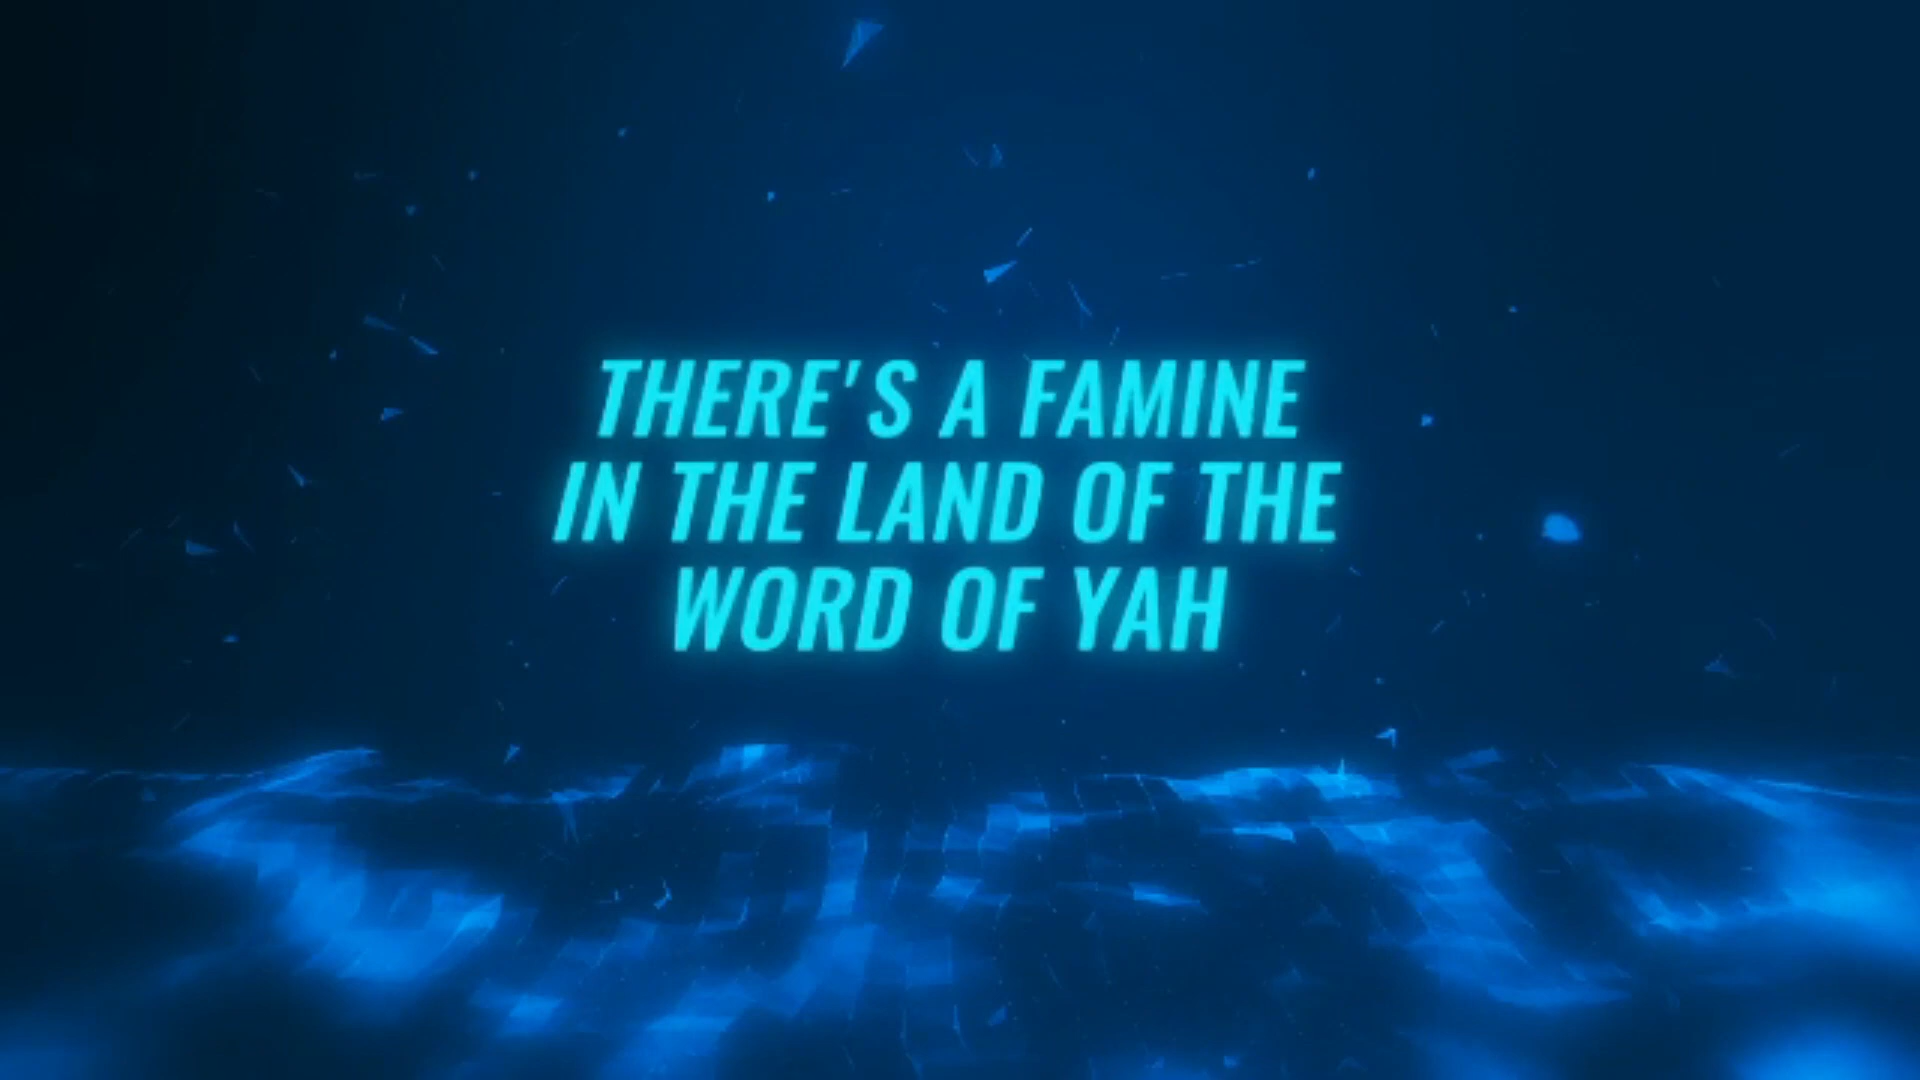 THERE'S A FAMINE
IN THE LAND OF THE
WORD OF YAH